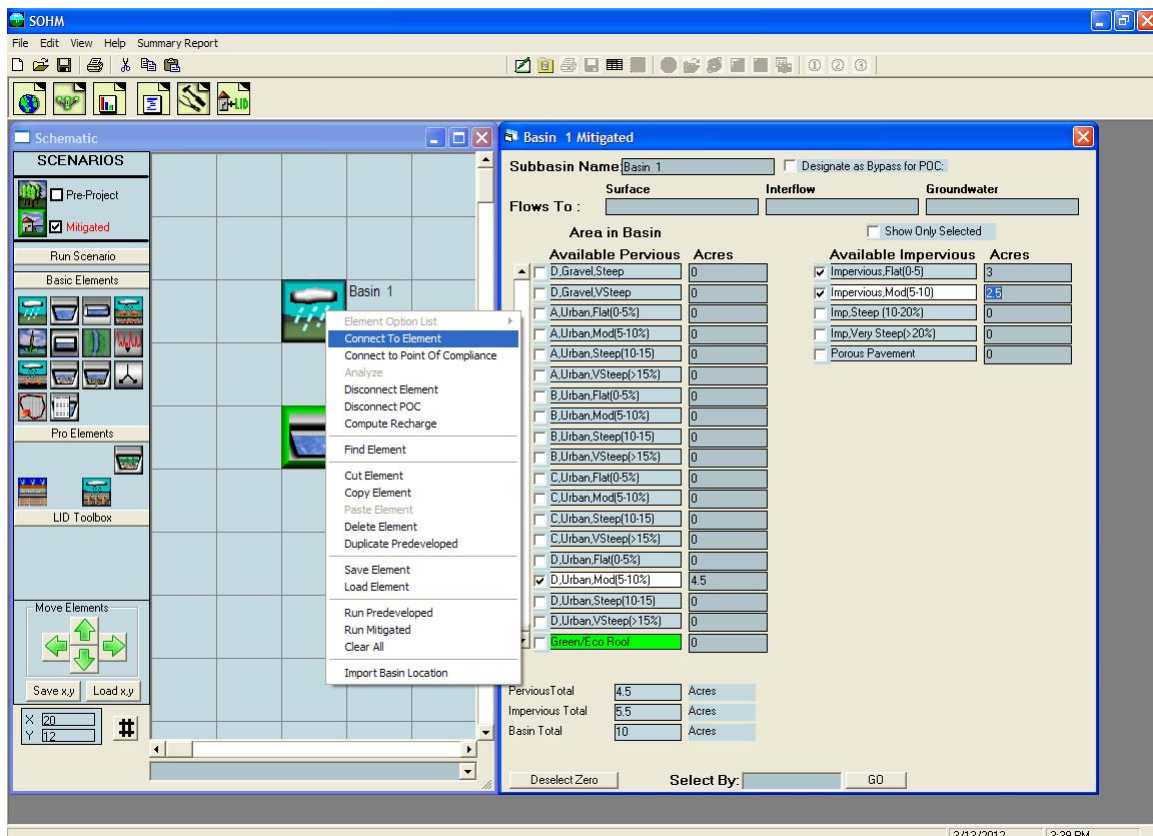 SOHM
File Edit View Help Summary Report
Schematic
SCENARIOS
Pre-Project
Mitigated
Run Scenario
Basic Elements
Pro Elements
LID Toolbox
Move Elements
Save x,y Load x,y
X 20
Y 12
#
Basin 1
Element Option List
Connect To Element
Connect to Point Of Compliance
Analyze
Disconnect Element
Disconnect POC
Compute Recharge
Find Element
Cut Element
Copy Element
Paste Element
Delete Element
Duplicate Predeveloped
Save Element
Load Element
Run Predeveloped
Run Mitigated
Clear All
Import Basin Location
Basin 1 Mitigated
Subbasin Name: Basin 1 Designate as Bypass for POC:
Surface Interflow Groundwater
Flows To :
Area in Basin Show Only Selected
Available Pervious Acres Available Impervious Acres
D,Gravel,Steep 0 Impervious,Flat(0-5) 3
D,Gravel,VSteep 0 Impervious,Mod(5-10) 2.5
A,Urban,Flat(0-5%) 0 Imp,Steep (10-20%) 0
A,Urban,Mod(5-10%) 0 Imp,Very Steep(>20%) 0
A,Urban,Steep(10-15) 0 Porous Pavement 0
A,Urban,VSteep(>15%) 0
B,Urban,Flat(0-5%) 0
B,Urban,Mod(5-10%) 0
B,Urban,Steep(10-15) 0
B,Urban,VSteep(>15%) 0
C,Urban,Flat(0-5%) 0
C,Urban,Mod(5-10%) 0
C,Urban,Steep(10-15) 0
C,Urban,VSteep(>15%) 0
D,Urban,Flat(0-5%) 0
D,Urban,Mod(5-10%) 4.5
D,Urban,Steep(10-15) 0
D,Urban,VSteep(>15%) 0
Green/Eco Roof 0
PerviousTotal 4.5 Acres
Impervious Total 5.5 Acres
Basin Total 10 Acres
Deselect Zero Select By: GO